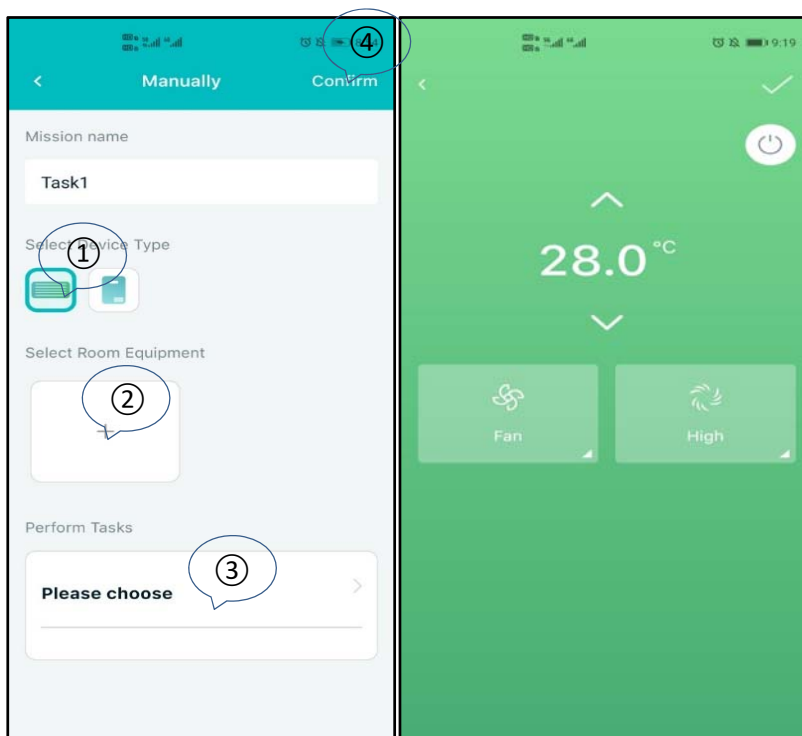 ④
Manually
Confirm
Mission name
Task1
Select Device Type
①
Select Room Equipment
②
+
Perform Tasks
③
Please choose
9:19
28.0 °C
Fan
High